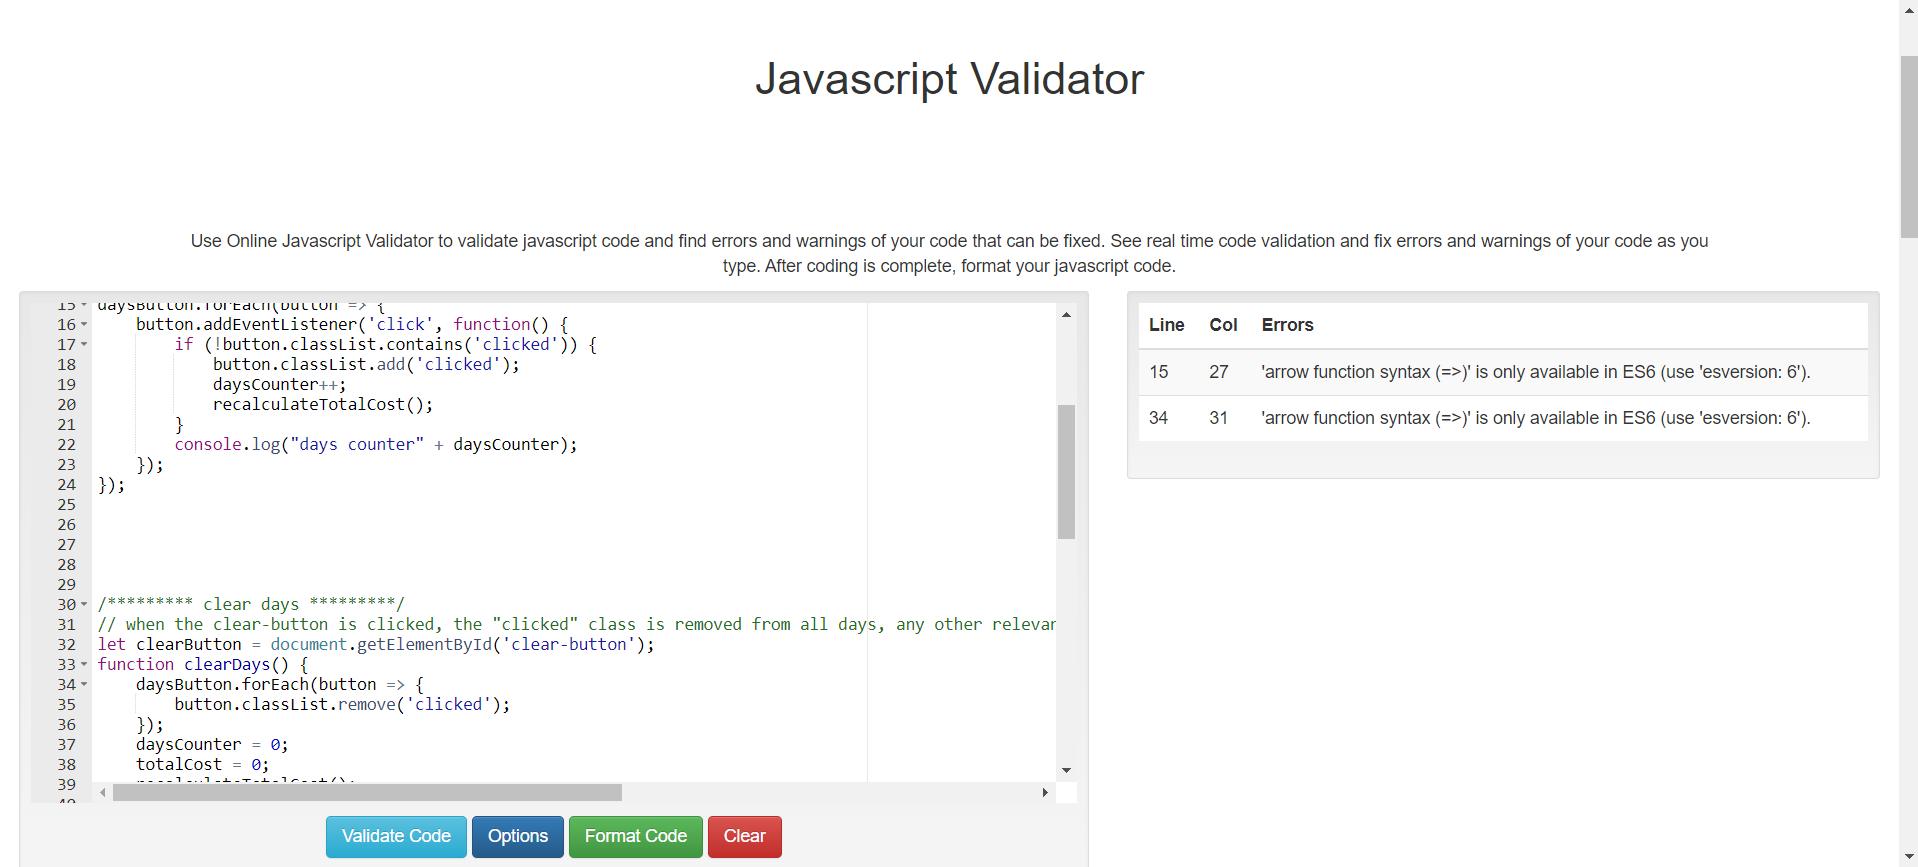 Javascript Validator
Use Online Javascript Validator to validate javascript code and find errors and warnings of your code that can be fixed. See real time code validation and fix errors and warnings of your code as you
type. After coding is complete, format your javascript code.
15 daysButton.forEach(button => {
16 button.addEventListener('click', function() {
17 if (!button.classList.contains('clicked')) {
18 button.classList.add('clicked');
19 daysCounter++;
20 recalculateTotalCost();
21 }
22 console.log("days counter" + daysCounter);
23 });
24 });
25
26
27
28
29
30 /********* clear days *********/
31 // when the clear-button is clicked, the "clicked" class is removed from all days, any other relevar
32 let clearButton = document.getElementById('clear-button');
33 function clearDays() {
34 daysButton.forEach(button => {
35 button.classList.remove('clicked');
36 });
37 daysCounter = 0;
38 totalCost = 0;
39 recalculateTotalCost();
40
Validate Code Options Format Code Clear
Line Col Errors
15 27 'arrow function syntax (=>)' is only available in ES6 (use 'esversion: 6').
34 31 'arrow function syntax (=>)' is only available in ES6 (use 'esversion: 6').